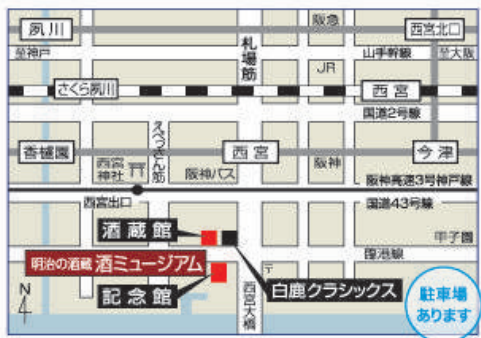 阪急
夙川
西宮北口
至神戸
札場筋
山手幹線
至大阪
JR
さくら夙川
西宮
国道2号線
香櫨園
西宮神社
えべっさん筋
西宮
阪神
今津
阪神バス
阪神高速3号神戸線
西宮出口
国道43号線
酒蔵館
甲子園
臨港線
明治の酒蔵 酒ミュージアム
〒
白鹿クラシックス
記念館
西宮大橋
N
駐車場
あります